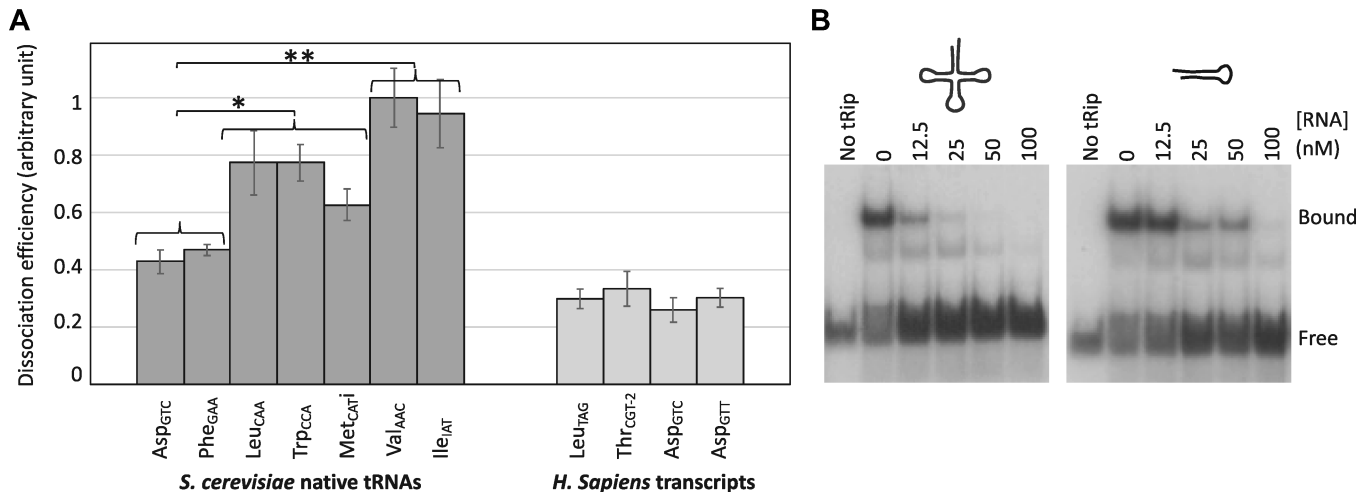 A
Dissociation efficiency (arbitrary unit)
1
0.8
0.6
0.4
0.2
0
**
*
AspGTC
PheGAA
LeuCAA
TrpCCA
MetCATi
ValAAC
IleIAT
S. cerevisiae native tRNAs
LeuTAG
ThrCGT-2
AspGTC
AspGTT
H. Sapiens transcripts
B
No tRip
0
12.5
25
50
100
No tRip
0
12.5
25
50
100
[RNA]
(nM)
Bound
Free